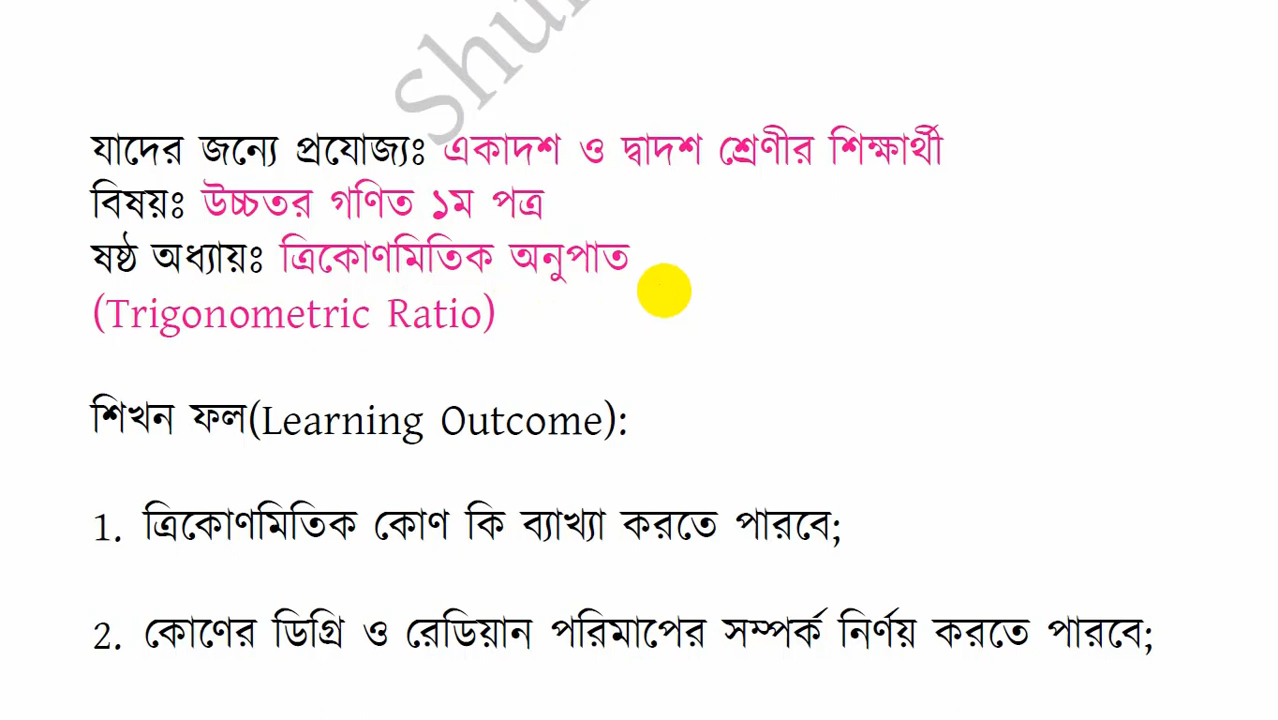 Shu
যাদের জন্যে প্রযোজ্যঃ একাদশ ও দ্বাদশ শ্রেণীর শিক্ষার্থী
বিষয়ঃ উচ্চতর গণিত ১ম পত্র
ষষ্ঠ অধ্যায়ঃ ত্রিকোণমিতিক অনুপাত
(Trigonometric Ratio)
শিখন ফল(Learning Outcome):
1. ত্রিকোণমিতিক কোণ কি ব্যাখ্যা করতে পারবে;
2. কোণের ডিগ্রি ও রেডিয়ান পরিমাপের সম্পর্ক নির্ণয় করতে পারবে;